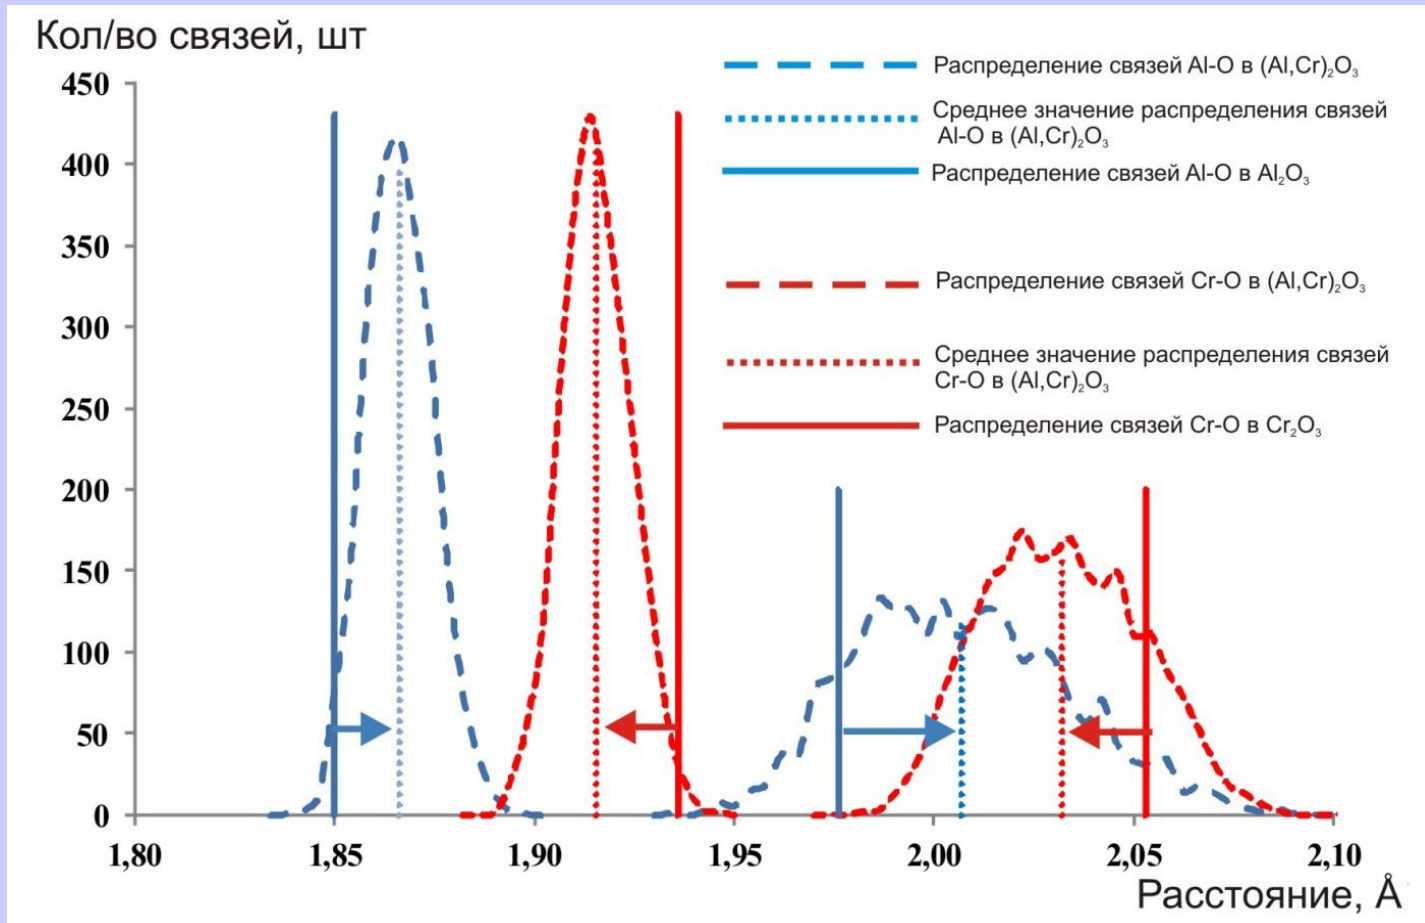 Кол/во связей, шт
450
400
350
300
250
200
150
100
50
0
1,80 1,85 1,90 1,95 2,00 2,05 2,10
Расстояние, Å
Распределение связей Al-O в (Al,Cr)₂O₃
Среднее значение распределения связей
Al-O в (Al,Cr)₂O₃
Распределение связей Al-O в Al₂O₃
Распределение связей Cr-O в (Al,Cr)₂O₃
Среднее значение распределения связей
Cr-O в (Al,Cr)₂O₃
Распределение связей Cr-O в Cr₂O₃